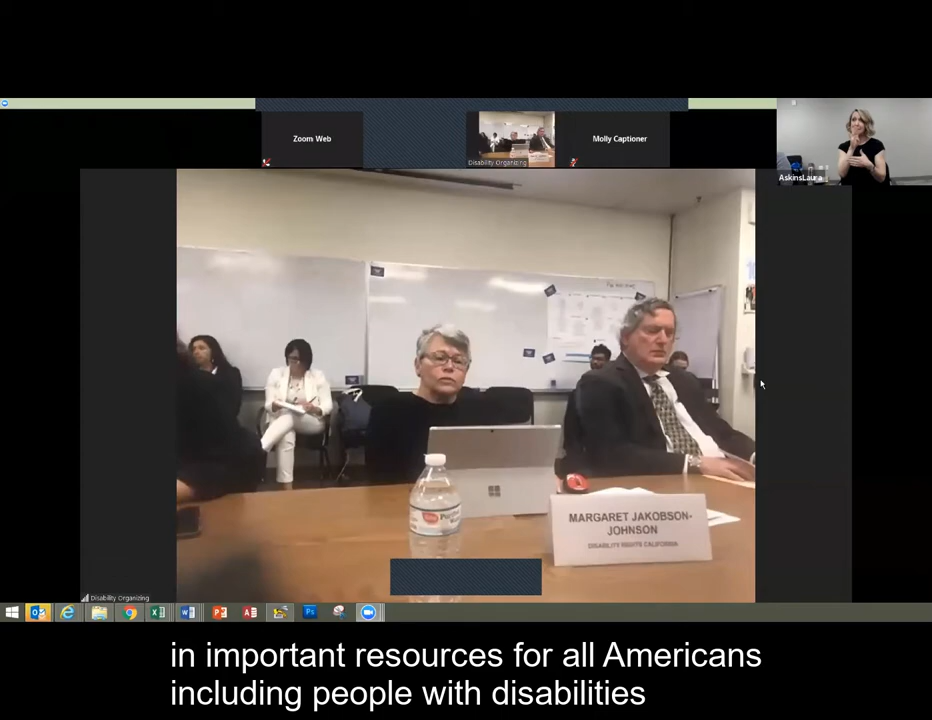 Zoom Web
Disability Organizing
Molly Captioner
AskinsLaura
MARGARET JAKOBSON-
JOHNSON
DISABILITY RIGHTS CALIFORNIA
Disability Organizing
in important resources for all Americans
including people with disabilities